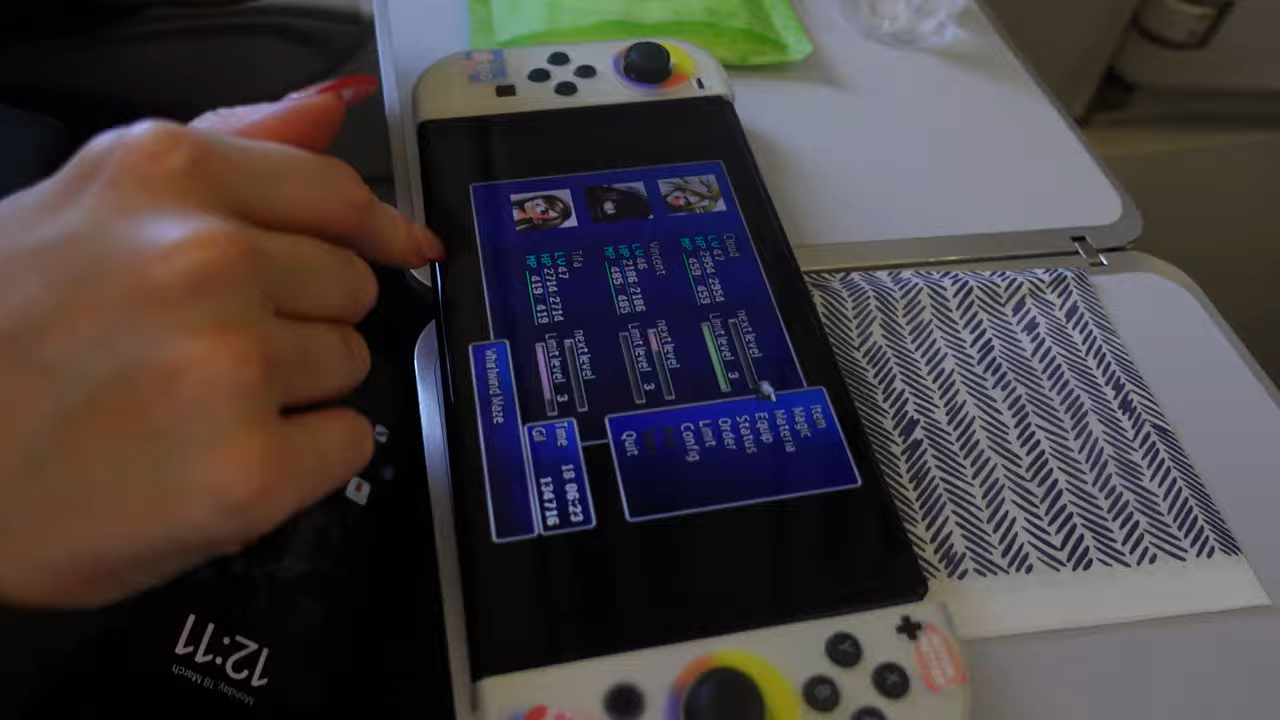 Cloud
LV 47
HP 2954/2954
MP 459/ 459
next level
Limit level 3
Vincent
LV 46
HP 2186/2186
MP 485/ 485
next level
Limit level 3
Tifa
LV 47
HP 2714/2714
MP 419/ 419
next level
Limit level 3
Item
Magic
Materia
Equip
Status
Order
Limit
Config
Quit
Time 18:06:23
Gil 134716
Whirlwind Maze
12:11
Monday, 18 March
Y
X
B